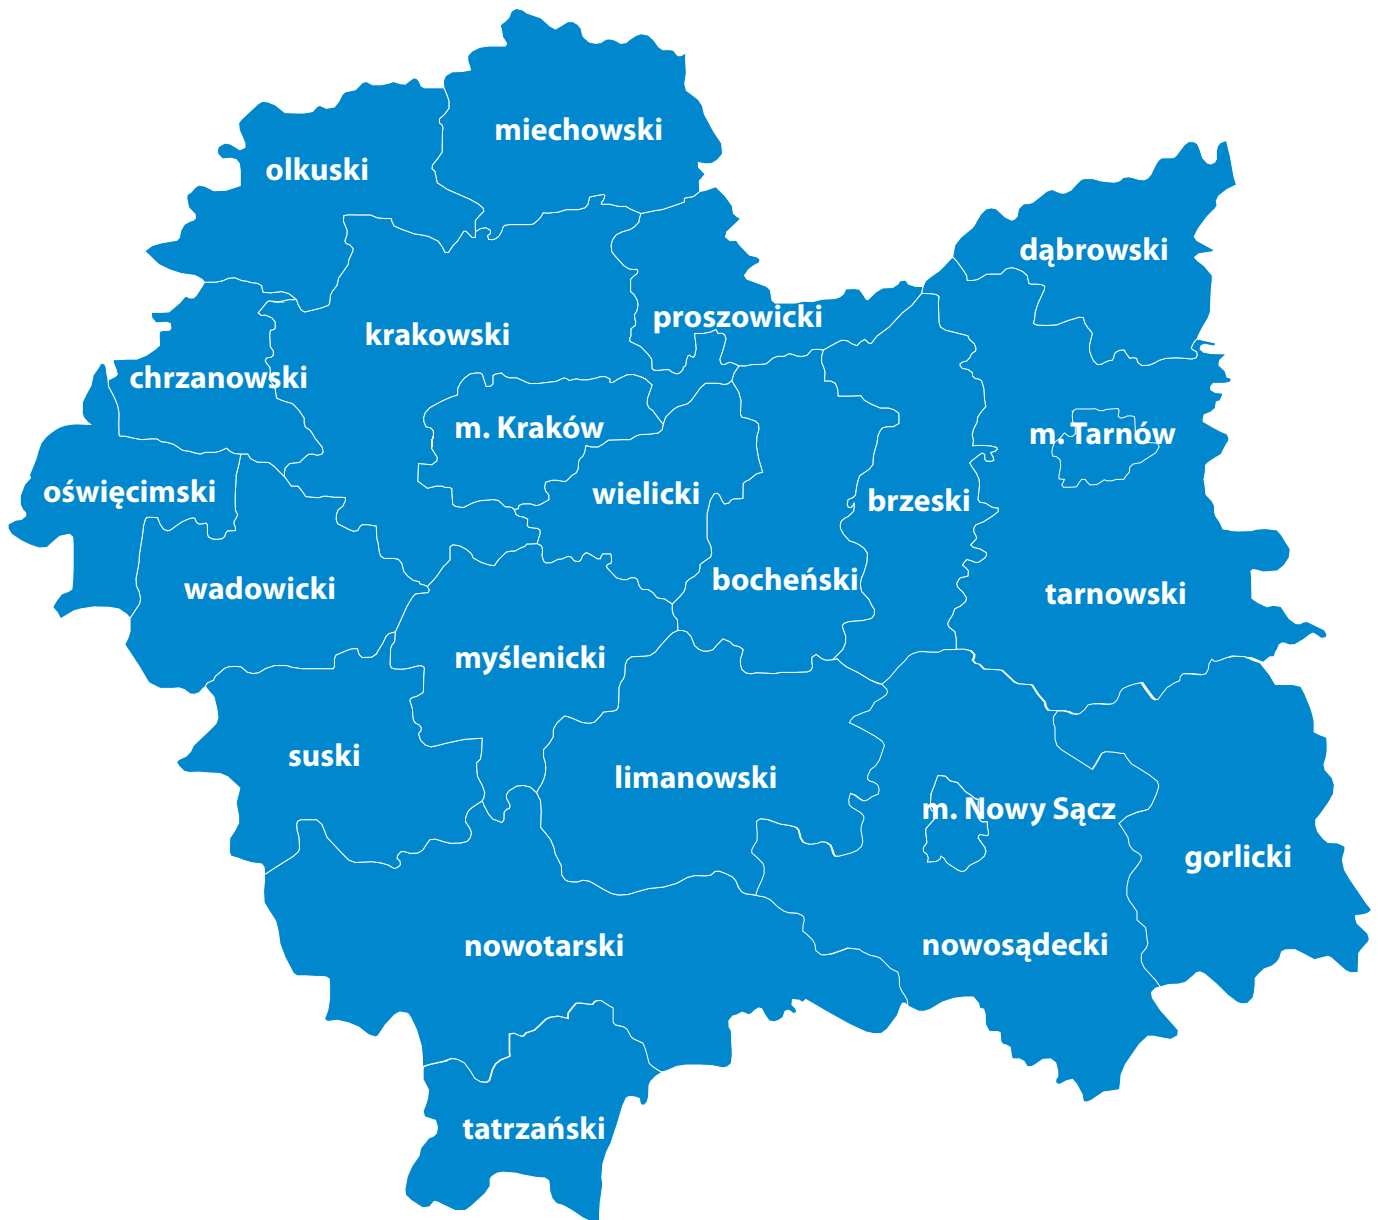 miechowski
olkuski
dąbrowski
proszowicki
krakowski
chrzanowski
m. Kraków
m. Tarnów
oświęcimski
wielicki
brzeski
bocheński
wadowicki
tarnowski
myślenicki
suski
limanowski
m. Nowy Sącz
gorlicki
nowotarski
nowosądecki
tatrzański